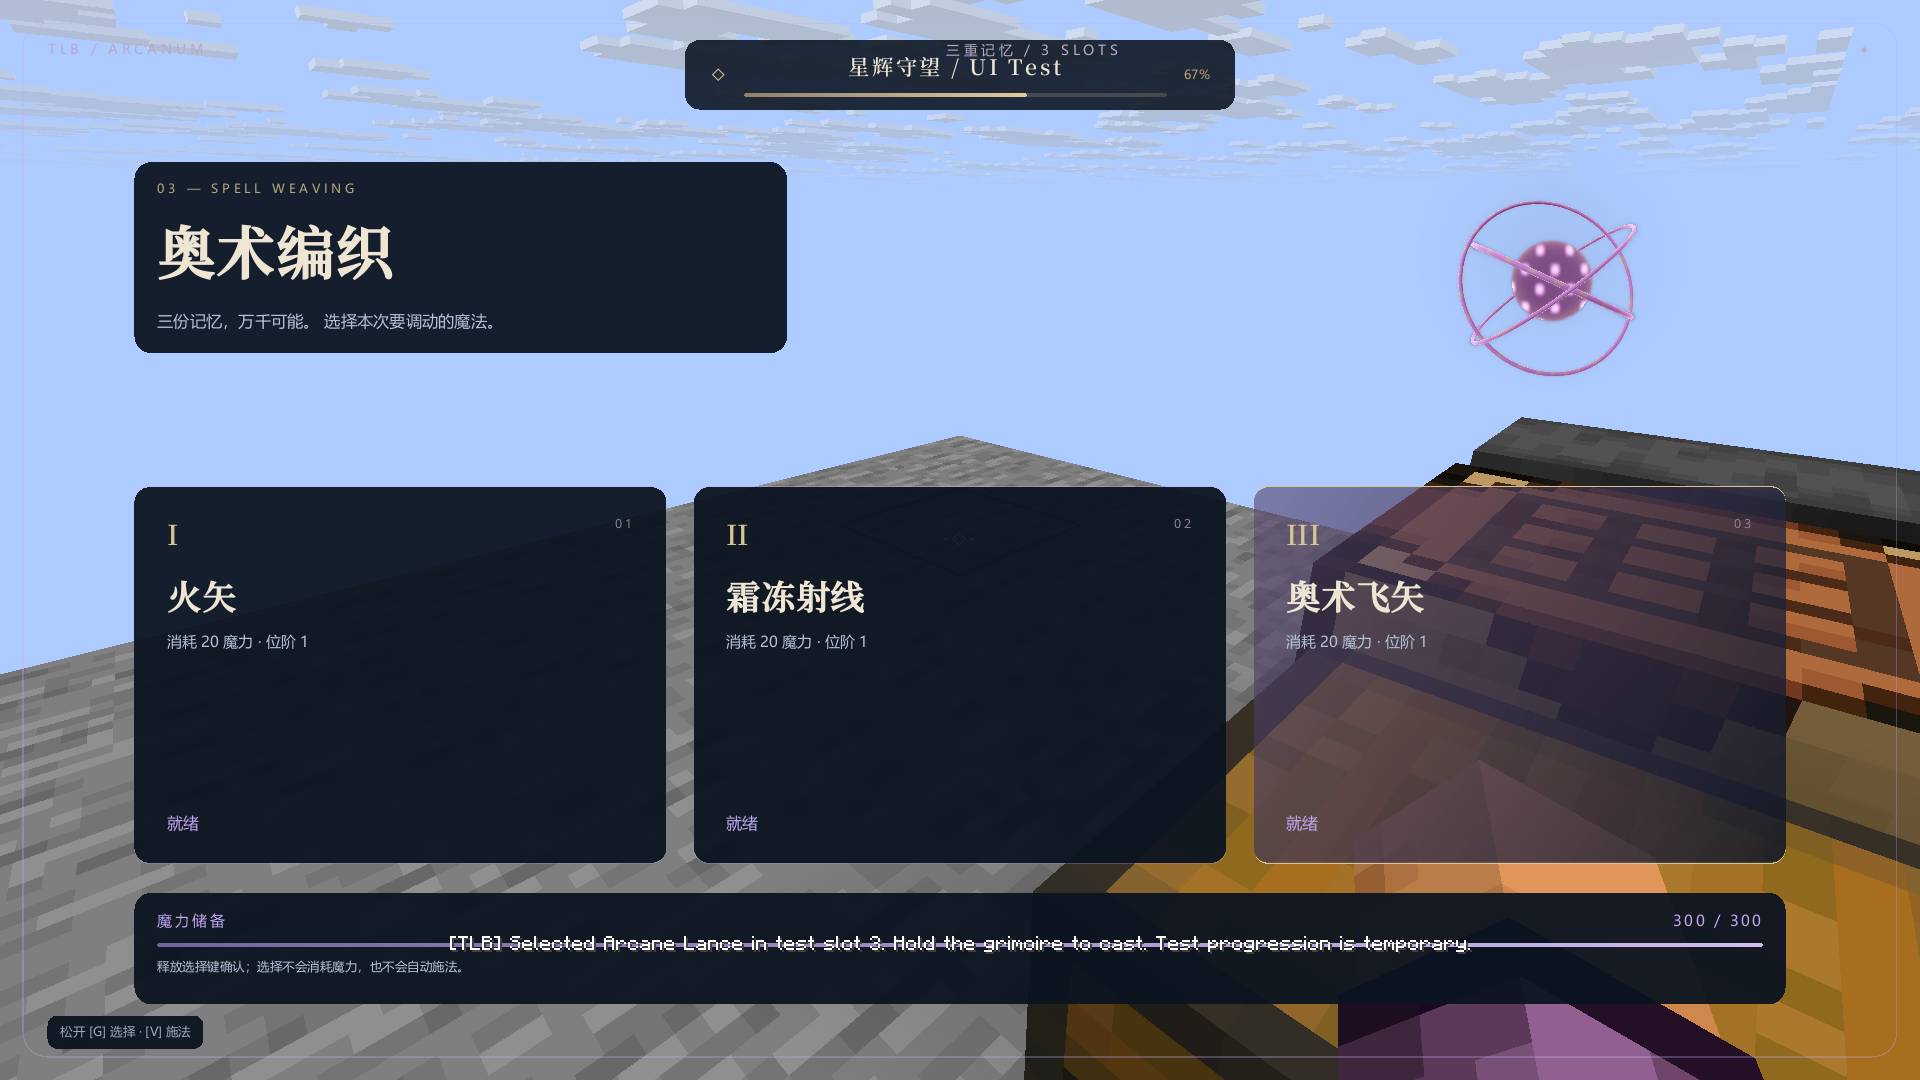 TLB / ARCANUM
三重记忆 / 3 SLOTS
星辉守望 / UI Test
67%
03 — SPELL WEAVING
奥术编织
三份记忆，万千可能。 选择本次要调动的魔法。
I
01
火矢
消耗 20 魔力 · 位阶 1
就绪
II
02
霜冻射线
消耗 20 魔力 · 位阶 1
就绪
III
03
奥术飞矢
消耗 20 魔力 · 位阶 1
就绪
魔力储备
300 / 300
[TLB] Selected Arcane Lance in test slot 3. Hold the grimoire to cast. Test progression is temporary.
释放选择键确认；选择不会消耗魔力，也不会自动施法。
松开 [G] 选择 · [V] 施法